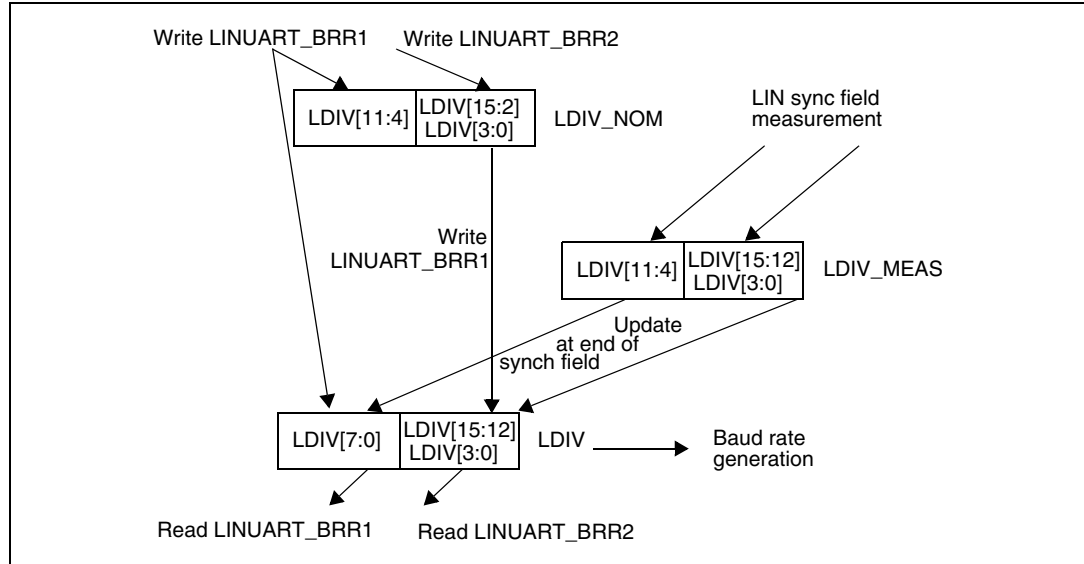 Write LINUART_BRR1
Write LINUART_BRR2
LDIV[11:4]
LDIV[15:2]
LDIV[3:0]
LDIV_NOM
LIN sync field
measurement
Write
LINUART_BRR1
LDIV[11:4]
LDIV[15:12]
LDIV[3:0]
LDIV_MEAS
Update
at end of
synch field
LDIV[7:0]
LDIV[15:12]
LDIV[3:0]
LDIV
Baud rate
generation
Read LINUART_BRR1
Read LINUART_BRR2